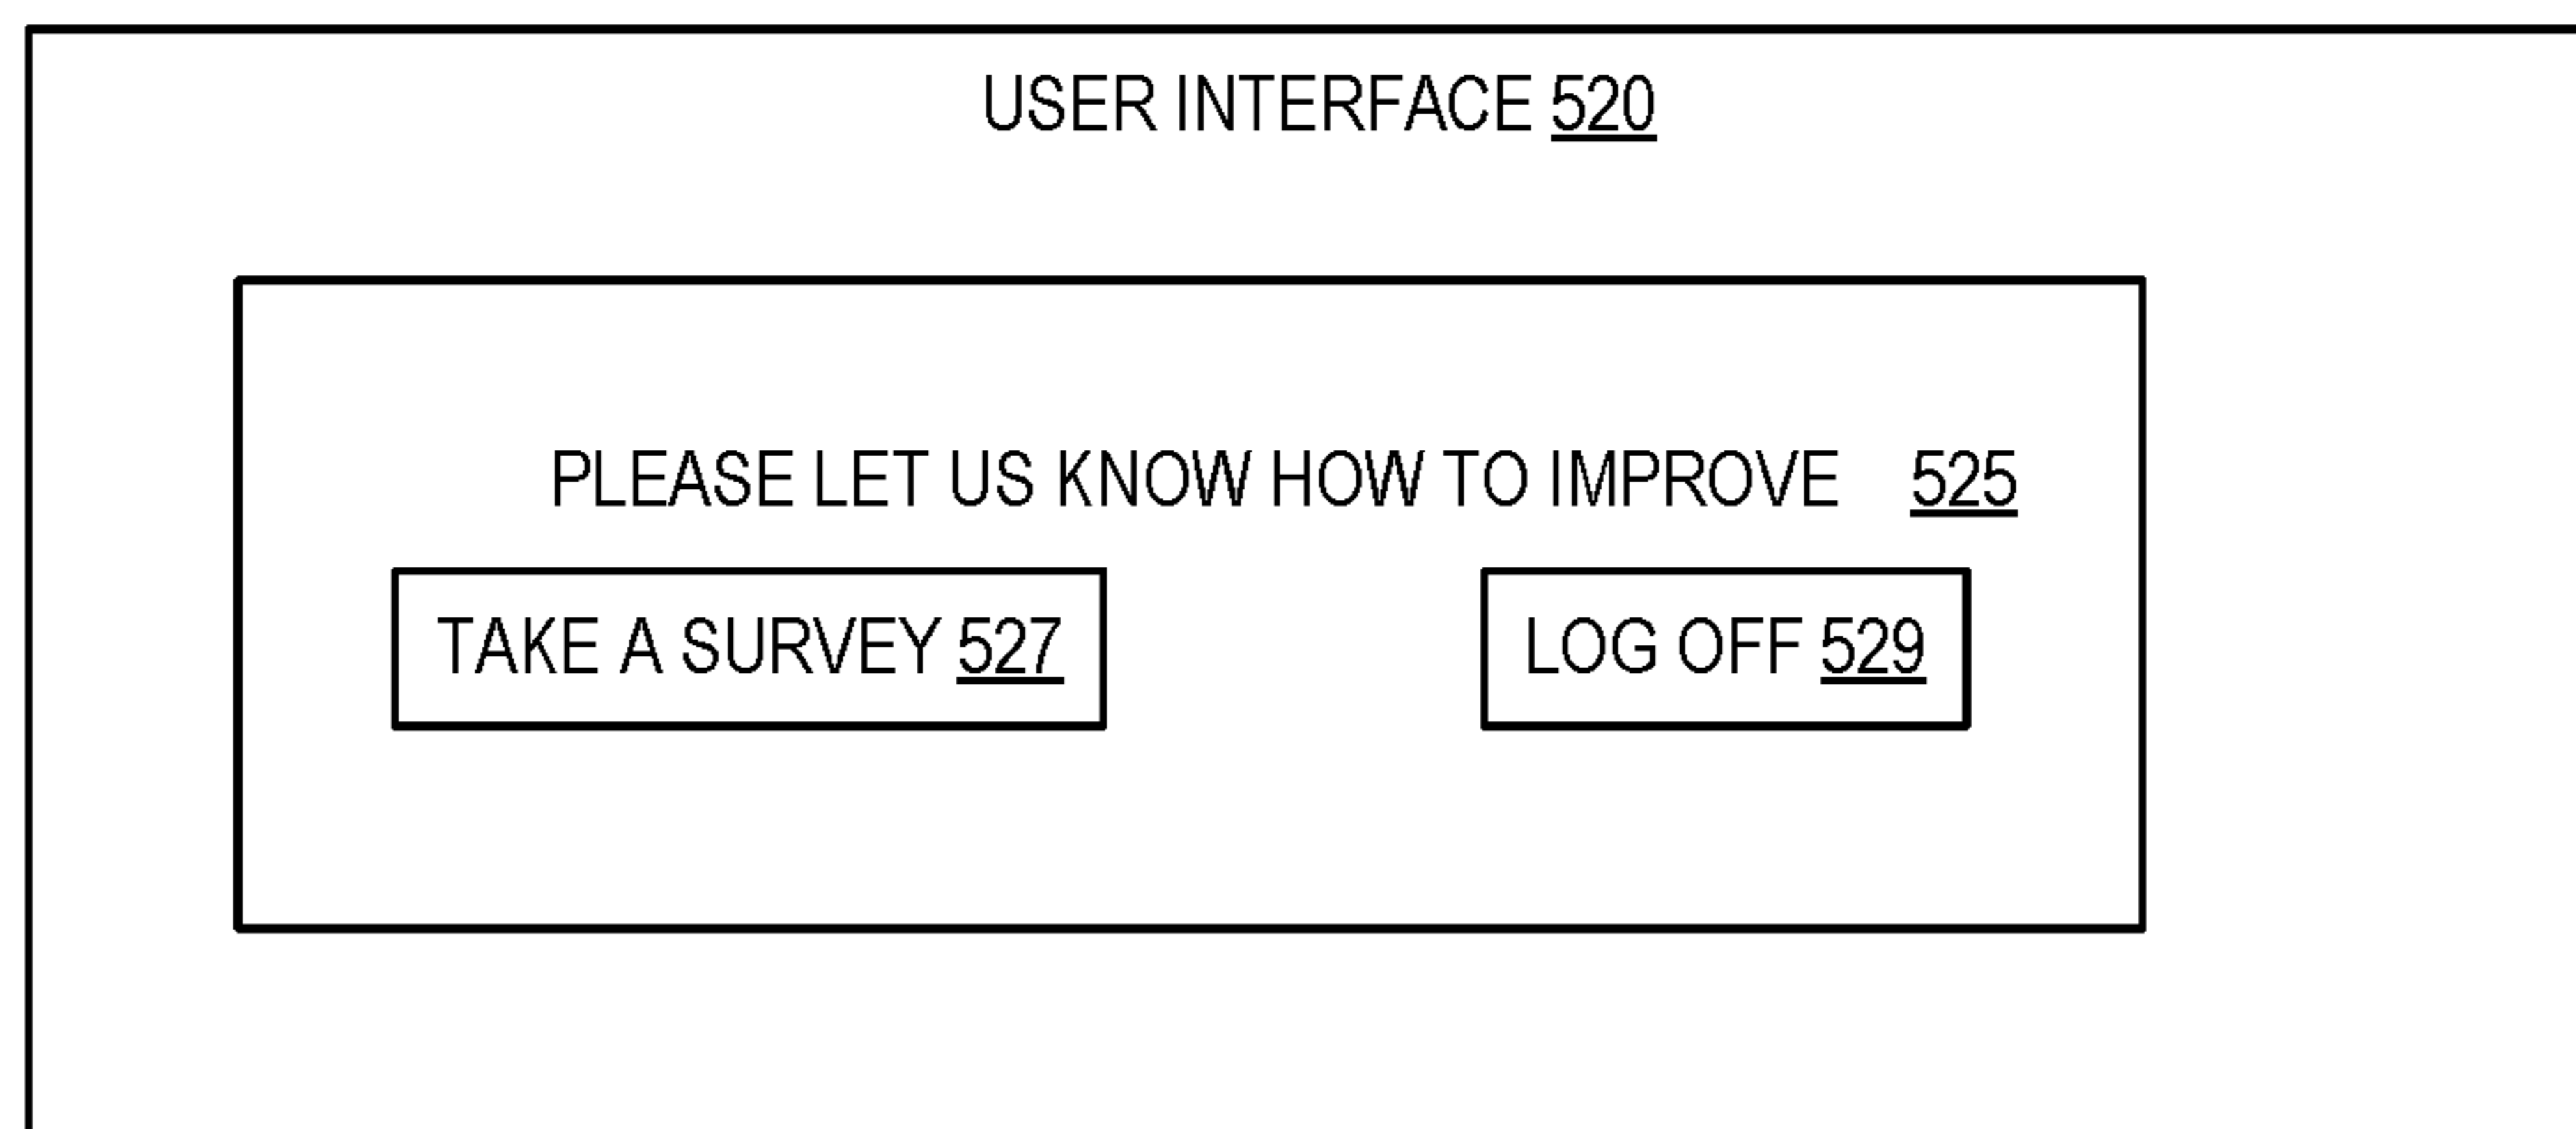 USER INTERFACE 520
PLEASE LET US KNOW HOW TO IMPROVE 525
TAKE A SURVEY 527
LOG OFF 529